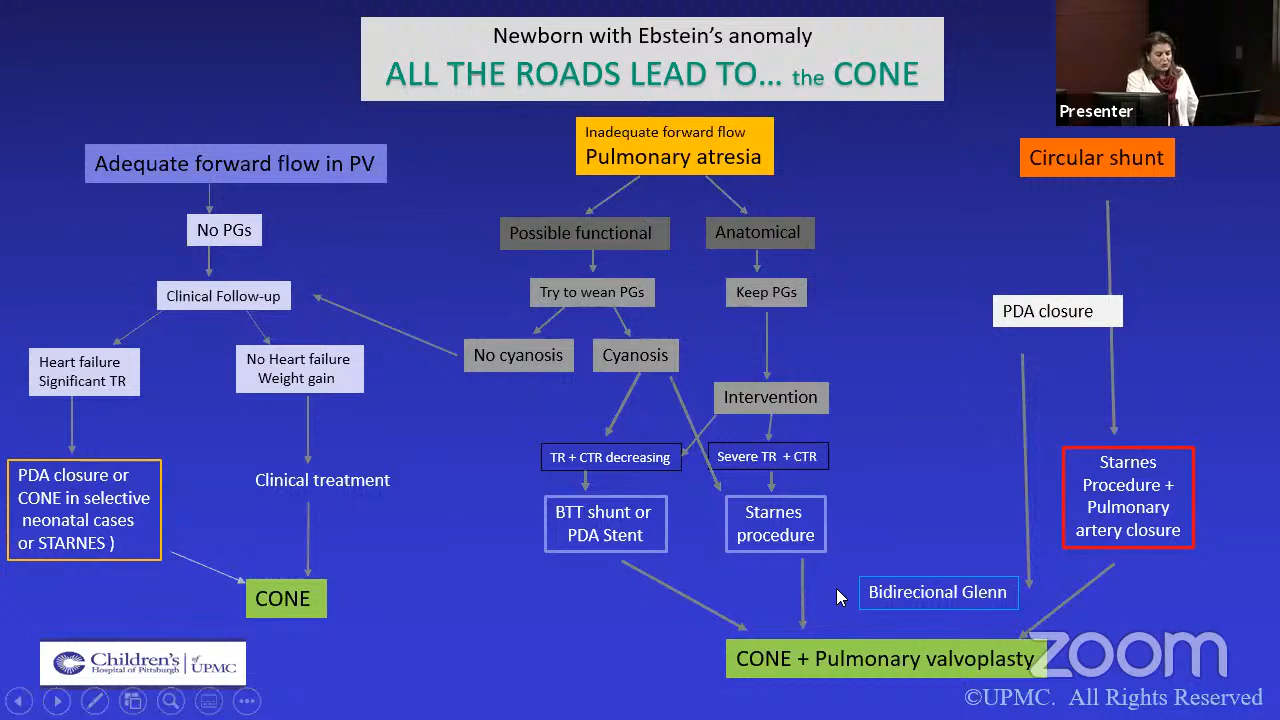 Newborn with Ebstein's anomaly
ALL THE ROADS LEAD TO... the CONE
Presenter
Adequate forward flow in PV
No PGs
Clinical Follow-up
Heart failure
Significant TR
No Heart failure
Weight gain
PDA closure or
CONE in selective
neonatal cases
or STARNES )
Clinical treatment
CONE
Inadequate forward flow
Pulmonary atresia
Possible functional
Anatomical
Try to wean PGs
Keep PGs
No cyanosis
Cyanosis
Intervention
TR + CTR decreasing
Severe TR + CTR
BTT shunt or
PDA Stent
Starnes
procedure
Circular shunt
PDA closure
Starnes
Procedure +
Pulmonary
artery closure
Bidirecional Glenn
CONE + Pulmonary valvoplasty
Children's
Hospital of Pittsburgh
of
UPMC
zoom
©UPMC. All Rights Reserved